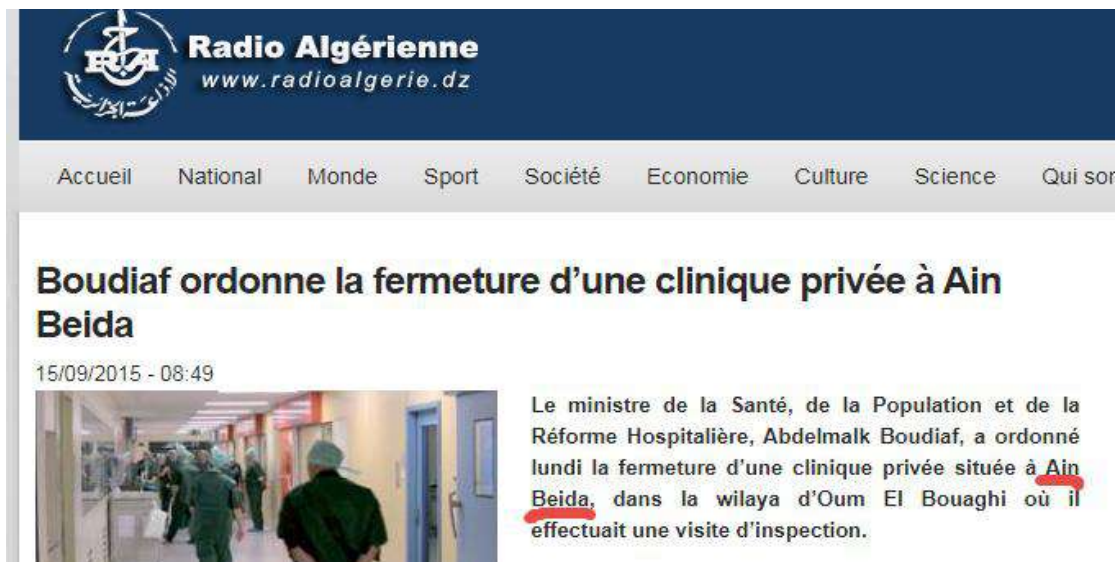 Radio Algérienne
www.radioalgerie.dz
الإذاعة الجزائرية
Accueil National Monde Sport Société Economie Culture Science Qui son
Boudiaf ordonne la fermeture d’une clinique privée à Ain
Beida
15/09/2015 - 08:49
Le ministre de la Santé, de la Population et de la
Réforme Hospitalière, Abdelmalk Boudiaf, a ordonné
lundi la fermeture d’une clinique privée située à Ain
Beida, dans la wilaya d’Oum El Bouaghi où il
effectuait une visite d’inspection.